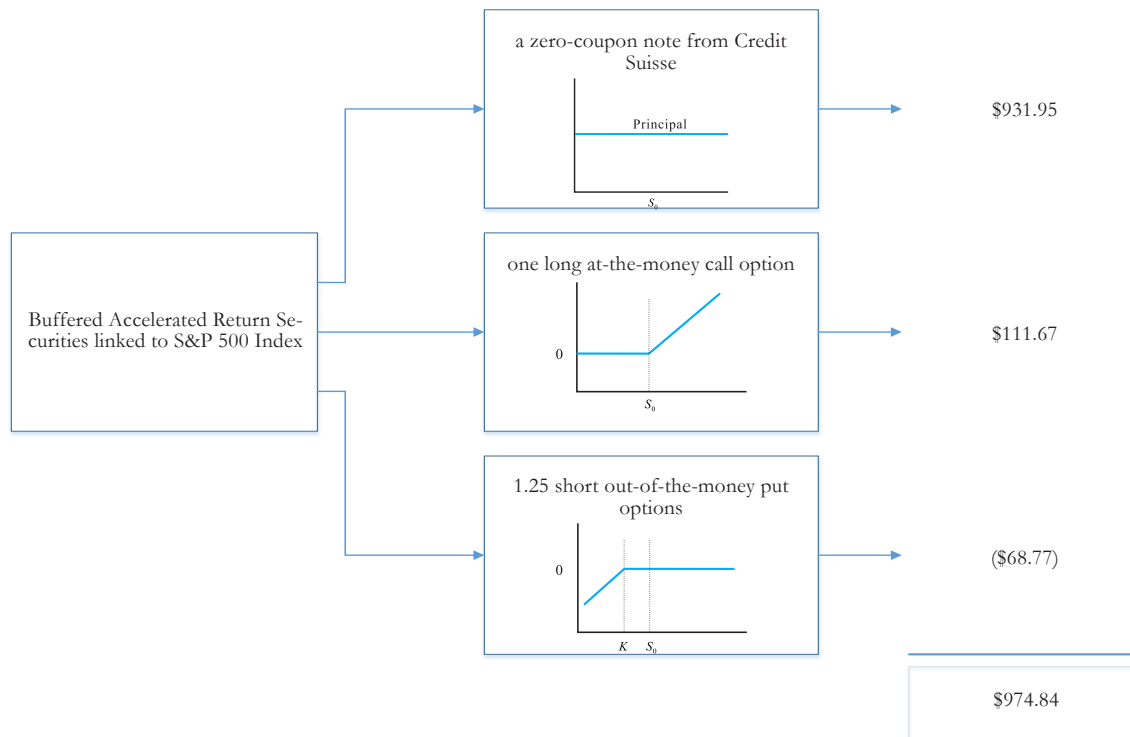 a zero-coupon note from Credit
Suisse
Principal
S₀
$931.95
Buffered Accelerated Return Se-
curities linked to S&P 500 Index
one long at-the-money call option
0
S₀
$111.67
1.25 short out-of-the-money put
options
0
K S₀
($68.77)
$974.84